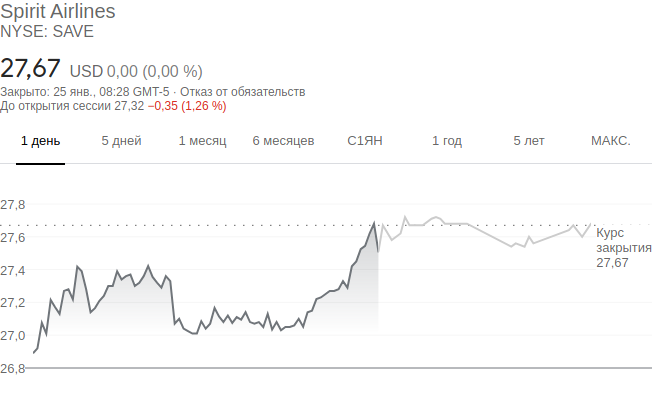 Spirit Airlines
NYSE: SAVE
27,67 USD 0,00 (0,00 %)
Закрыто: 25 янв., 08:28 GMT-5 · Отказ от обязательств
До открытия сессии 27,32 −0,35 (1,26 %)
1 день 5 дней 1 месяц 6 месяцев С1ЯН 1 год 5 лет МАКС.
27,8
27,6
27,4
27,2
27,0
26,8
Курс
закрытия
27,67